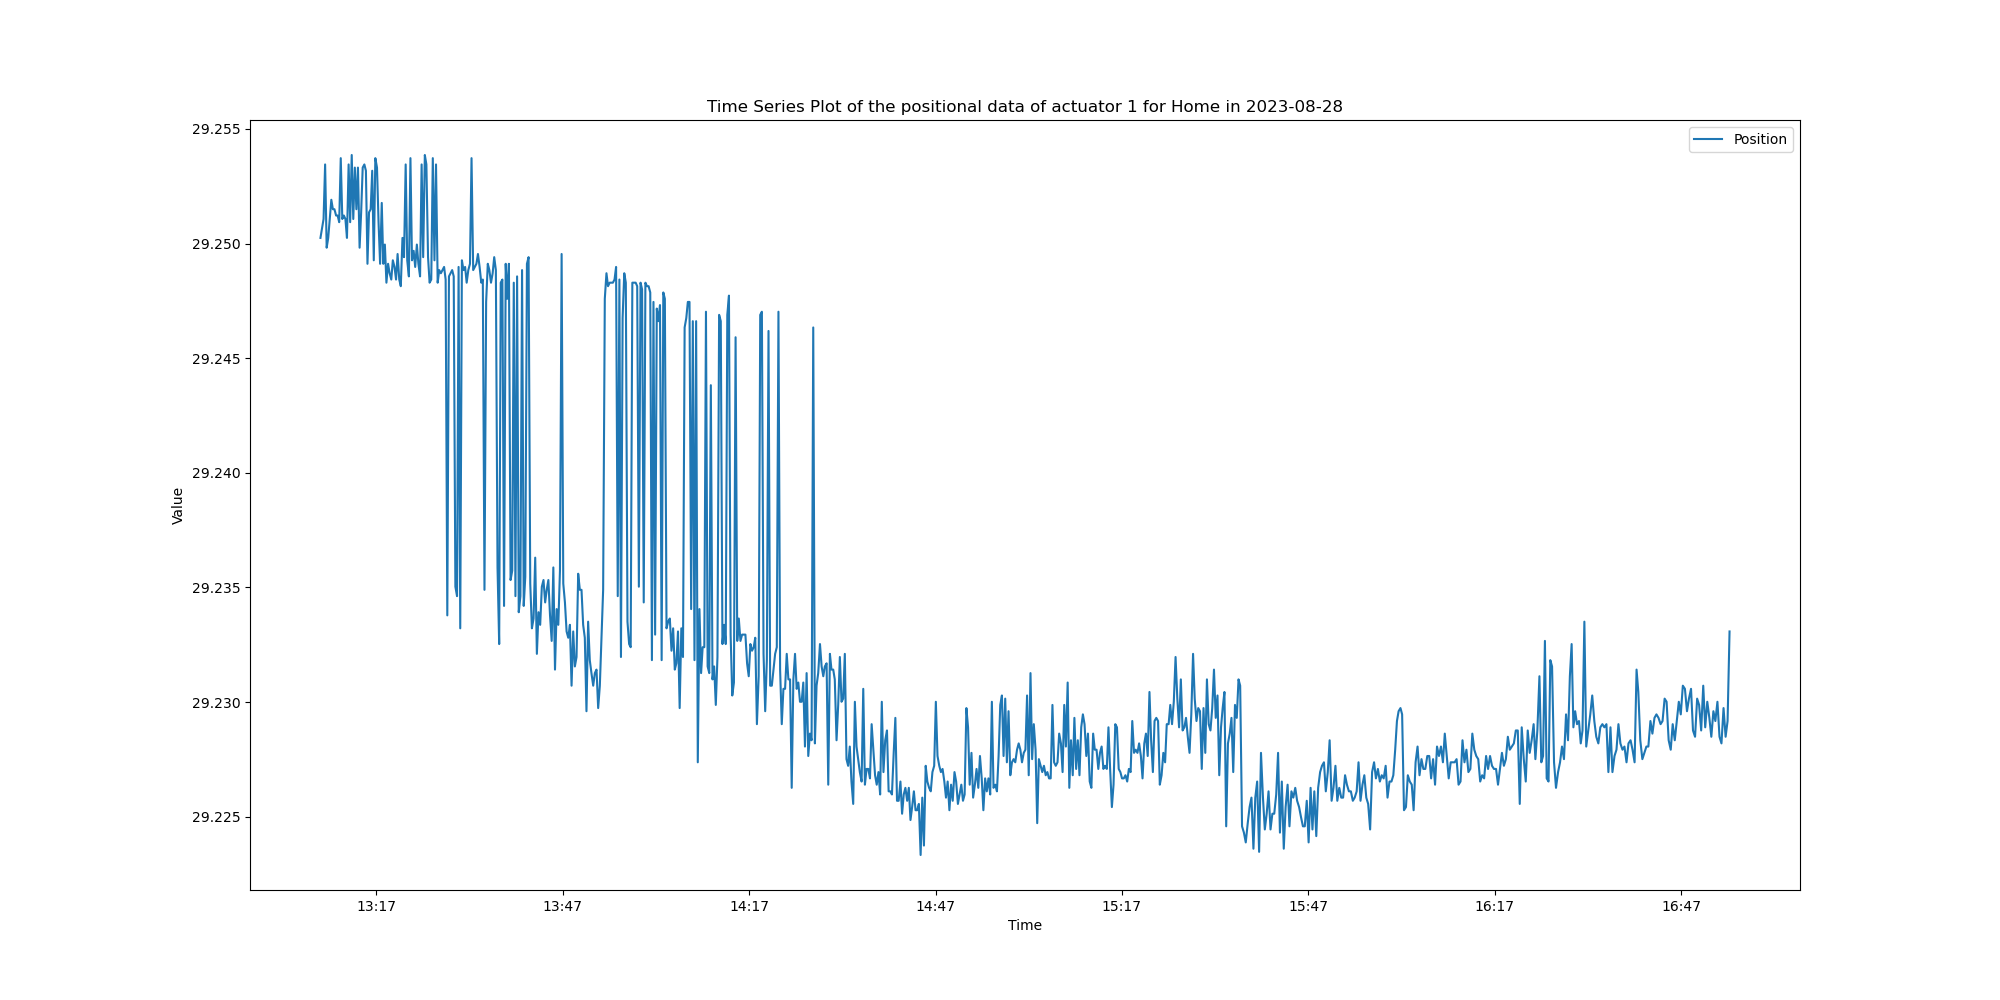 Time Series Plot of the positional data of actuator 1 for Home in 2023-08-28
Position
29.255
29.250
29.245
29.240
29.235
29.230
29.225
Value
13:17 13:47 14:17 14:47 15:17 15:47 16:17 16:47
Time